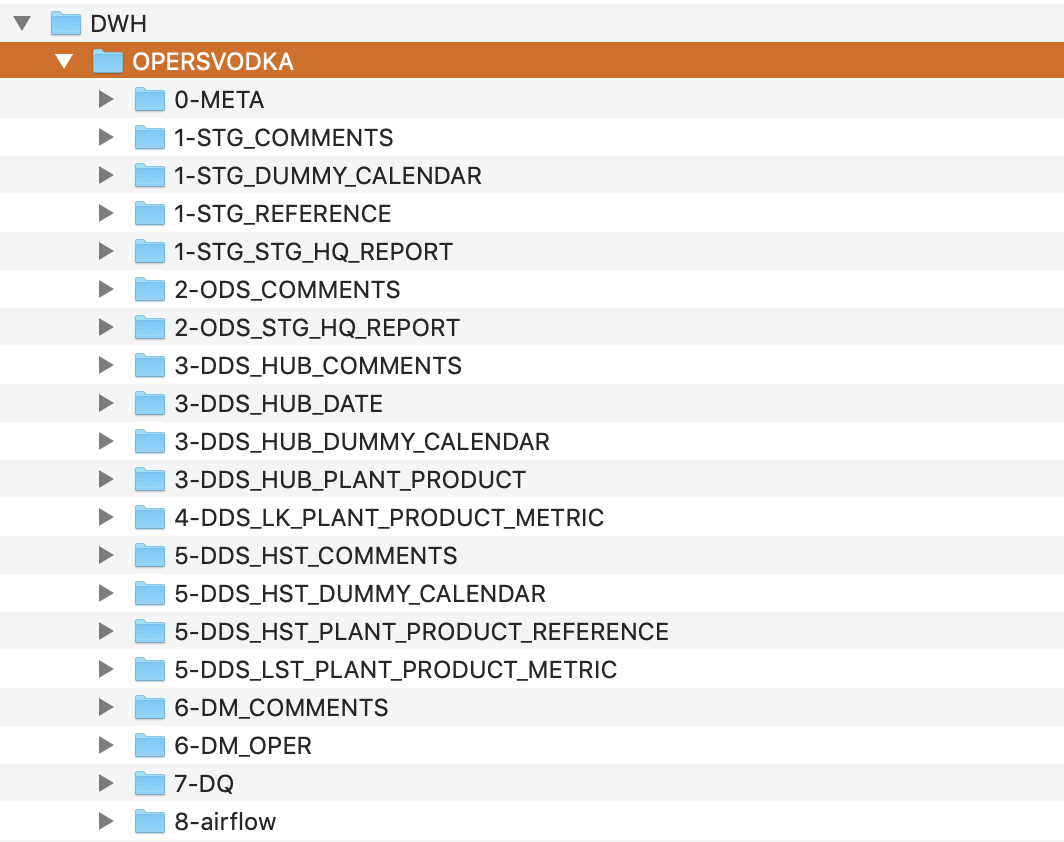 DWH
OPERSVODKA
0-META
1-STG_COMMENTS
1-STG_DUMMY_CALENDAR
1-STG_REFERENCE
1-STG_STG_HQ_REPORT
2-ODS_COMMENTS
2-ODS_STG_HQ_REPORT
3-DDS_HUB_COMMENTS
3-DDS_HUB_DATE
3-DDS_HUB_DUMMY_CALENDAR
3-DDS_HUB_PLANT_PRODUCT
4-DDS_LK_PLANT_PRODUCT_METRIC
5-DDS_HST_COMMENTS
5-DDS_HST_DUMMY_CALENDAR
5-DDS_HST_PLANT_PRODUCT_REFERENCE
5-DDS_LST_PLANT_PRODUCT_METRIC
6-DM_COMMENTS
6-DM_OPER
7-DQ
8-airflow